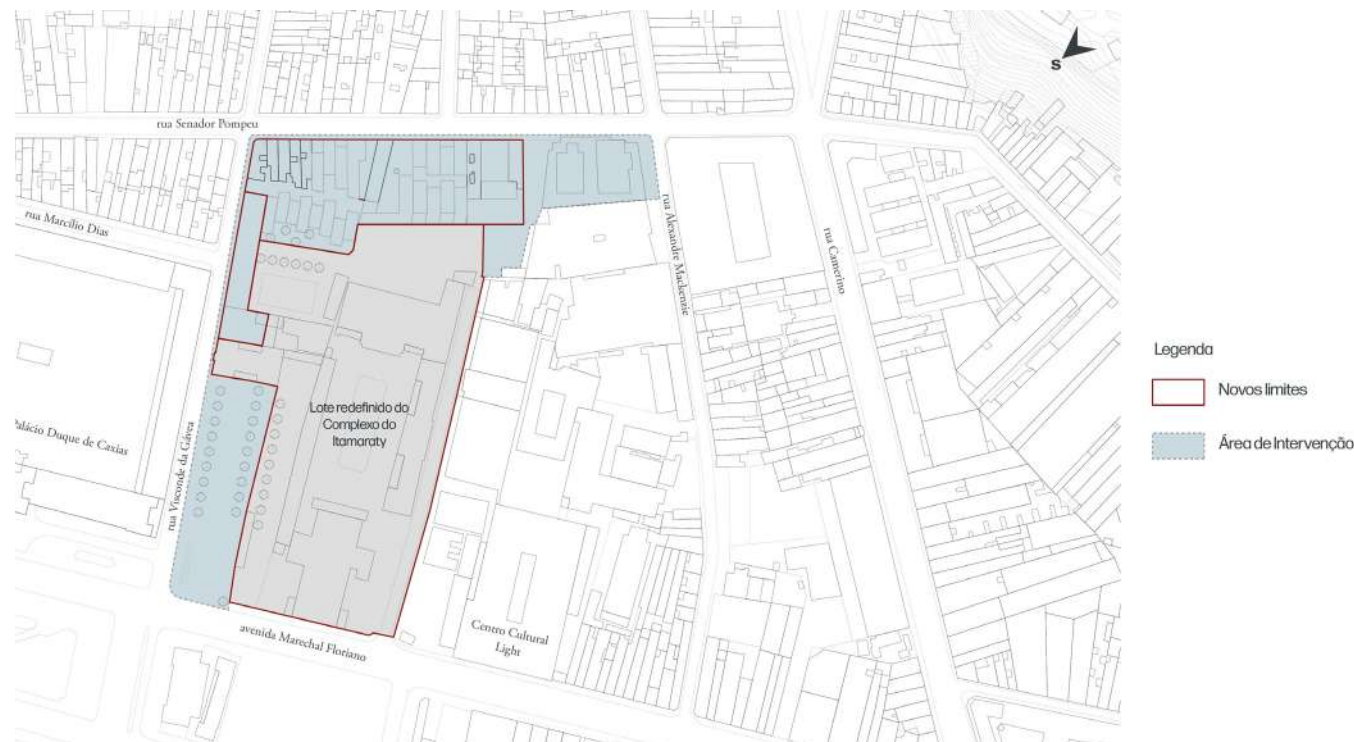 S
rua Senador Pompeu
rua Marcílio Dias
rua Alexandre Mackenzie
rua Camerino
Legenda
Novos limites
Lote redefinido do
Complexo do
Itamaraty
Área de Intervenção
Palácio Duque de Caxias
rua Visconde da Gávea
avenida Marechal Floriano
Centro Cultural
Light